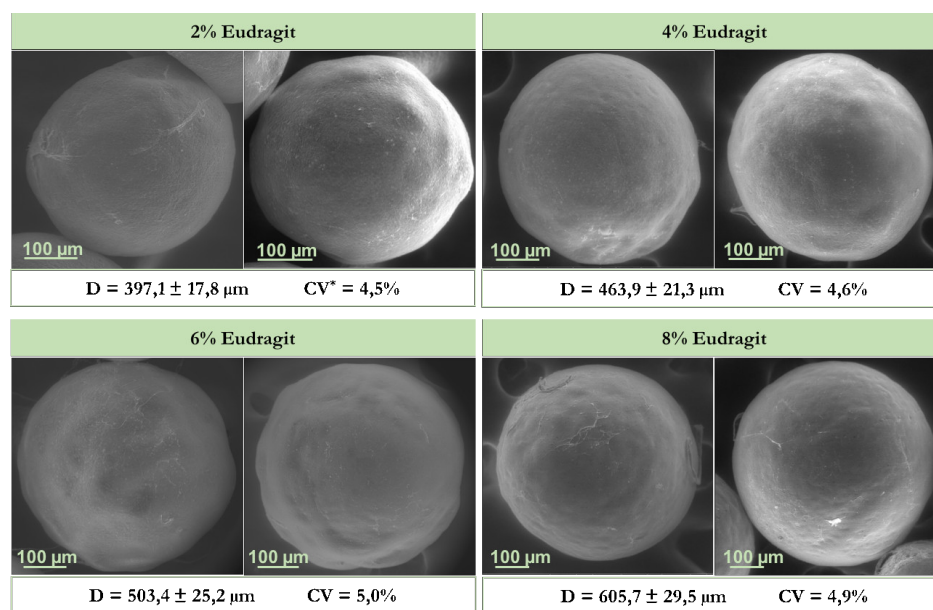 2% Eudragit
4% Eudragit
100 µm
100 µm
100 µm
100 µm
D = 397,1 ± 17,8 µm CV* = 4,5%
D = 463,9 ± 21,3 µm CV = 4,6%
6% Eudragit
8% Eudragit
100 µm
100 µm
100 µm
100 µm
D = 503,4 ± 25,2 µm CV = 5,0%
D = 605,7 ± 29,5 µm CV = 4,9%